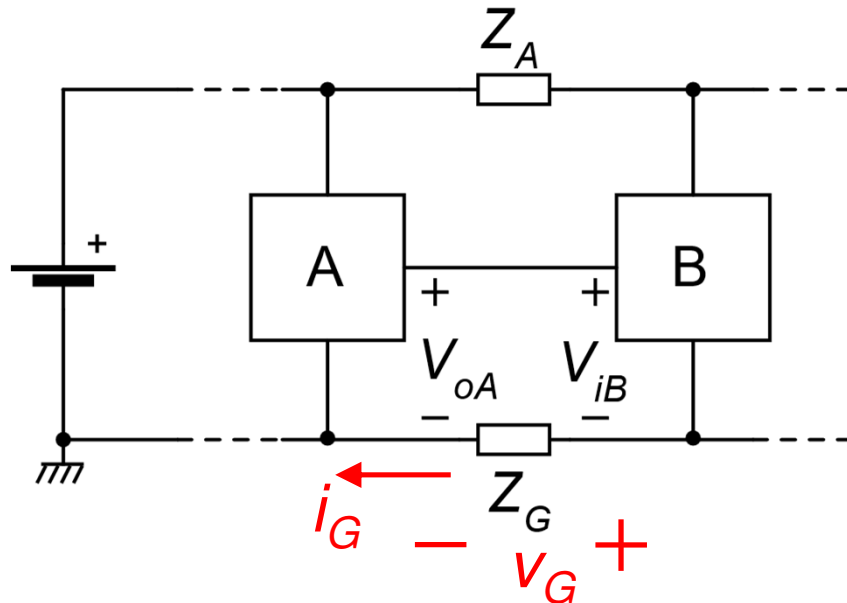 Z_A
+
A
B
+ +
V_oA V_iB
− −
Z_G
i_G
− v_G +